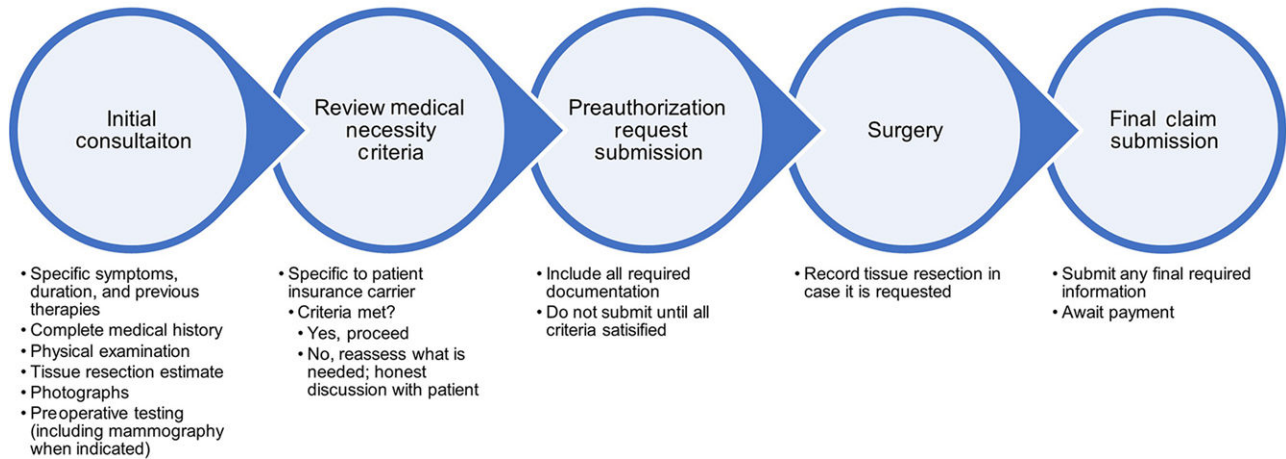 Initial
consultaiton
Review medical
necessity
criteria
Preauthorization
request
submission
Surgery
Final claim
submission
• Specific symptoms,
duration, and previous
therapies
• Complete medical history
• Physical examination
• Tissue resection estimate
• Photographs
• Preoperative testing
(including mammography
when indicated)
• Specific to patient
insurance carrier
• Criteria met?
• Yes, proceed
• No, reassess what is
needed; honest
discussion with patient
• Include all required
documentation
• Do not submit until all
criteria satisified
• Record tissue resection in
case it is requested
• Submit any final required
information
• Await payment